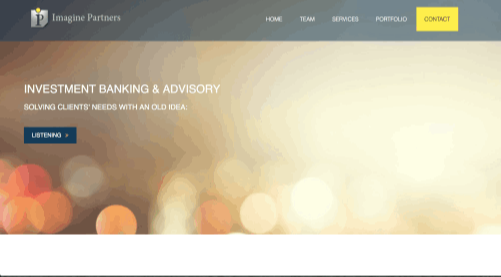 Imagine Partners
HOME TEAM SERVICES PORTFOLIO CONTACT
INVESTMENT BANKING & ADVISORY
SOLVING CLIENTS' NEEDS WITH AN OLD IDEA:
LISTENING >